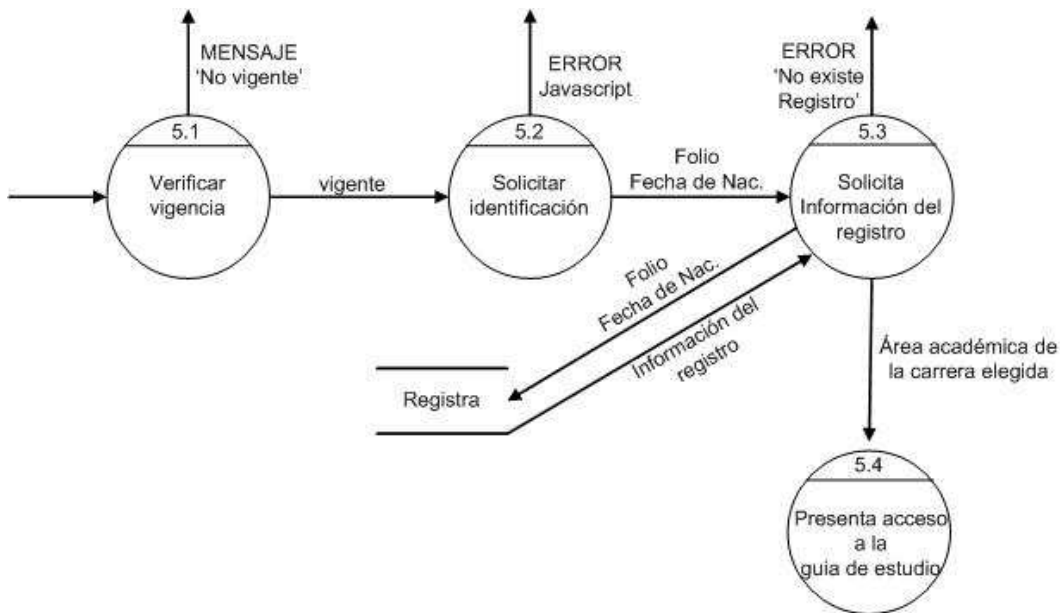 MENSAJE
'No vigente'
ERROR
Javascript
ERROR
'No existe
Registro'
5.1
Verificar
vigencia
vigente
5.2
Solicitar
identificación
Folio
Fecha de Nac.
5.3
Solicita
Información del
registro
Folio
Fecha de Nac.
Información del
registro
Registra
Área académica de
la carrera elegida
5.4
Presenta acceso
a la
guia de estudio